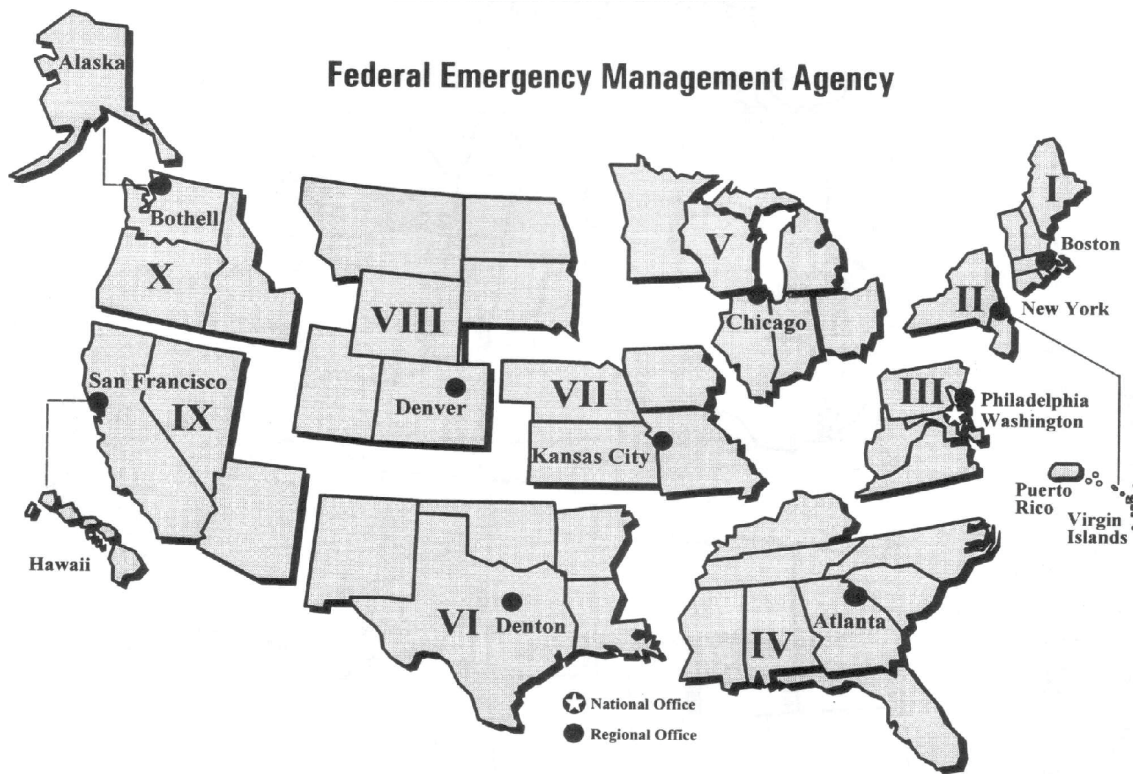 Federal Emergency Management Agency
Alaska
Bothell
X
VIII
V
Chicago
I
Boston
II
New York
San Francisco
IX
Denver
VII
Kansas City
III
Philadelphia
Washington
Puerto
Rico
Virgin
Islands
Hawaii
VI
Denton
IV
Atlanta
National Office
Regional Office